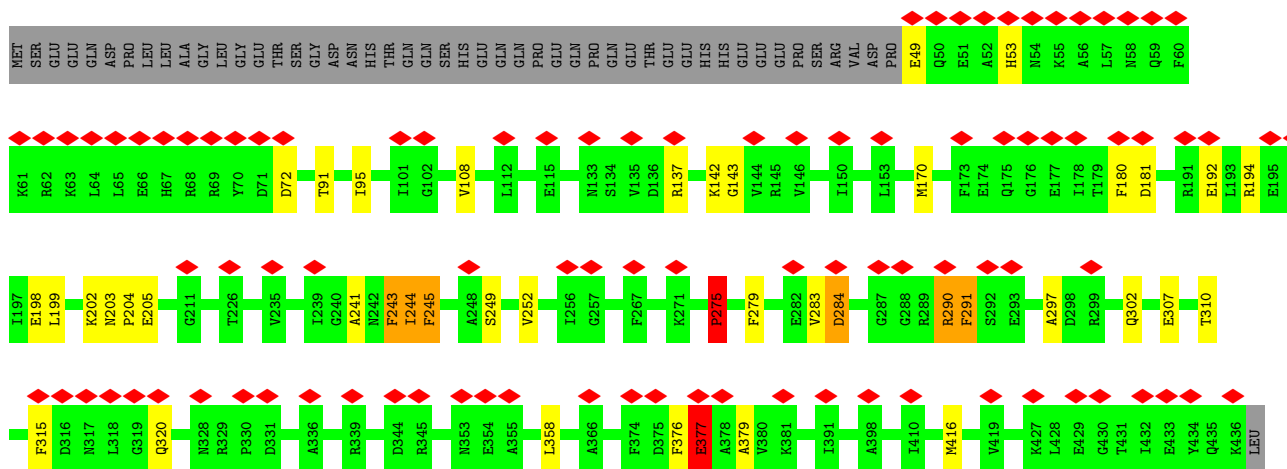 MET SER GLU GLU GLN ASP PRO LEU LEU ALA GLY LEU GLY GLU THR SER GLY ASP ASN HIS THR GLN GLN SER HIS GLU GLN GLN PRO GLU GLN PRO GLN GLU THR GLU GLU HIS HIS GLU GLU GLU PRO SER ARG VAL ASP PRO E49 Q50 E51 A52 H53 N54 K55 A56 L57 N58 Q59 F60
K61 R62 K63 L64 L65 E66 H67 R68 R69 Y70 D71 D72 T91 I95 I101 G102 V108 L112 E115 N133 S134 V135 D136 R137 K142 G143 V144 R145 V146 I150 L153 M170 F173 E174 Q175 G176 E177 I178 T179 F180 D181 R191 E192 L193 R194 E195
I197 E198 L199 K202 N203 P204 E205 G211 T226 V235 I239 G240 A241 N242 F243 I244 F245 A248 S249 V252 I256 G257 F267 K271 P275 F279 E282 V283 D284 G287 G288 R289 R290 F291 S292 E293 A297 D298 R299 Q302 E307 T310
F315 D316 N317 L318 G319 Q320 N328 R329 P330 D331 A336 R339 D344 R345 N353 E354 A355 L358 A366 F374 D375 F376 E377 A378 A379 V380 K381 I391 A398 I410 M416 V419 K427 L428 E429 G430 T431 I432 E433 Y434 Q435 K436 LEU